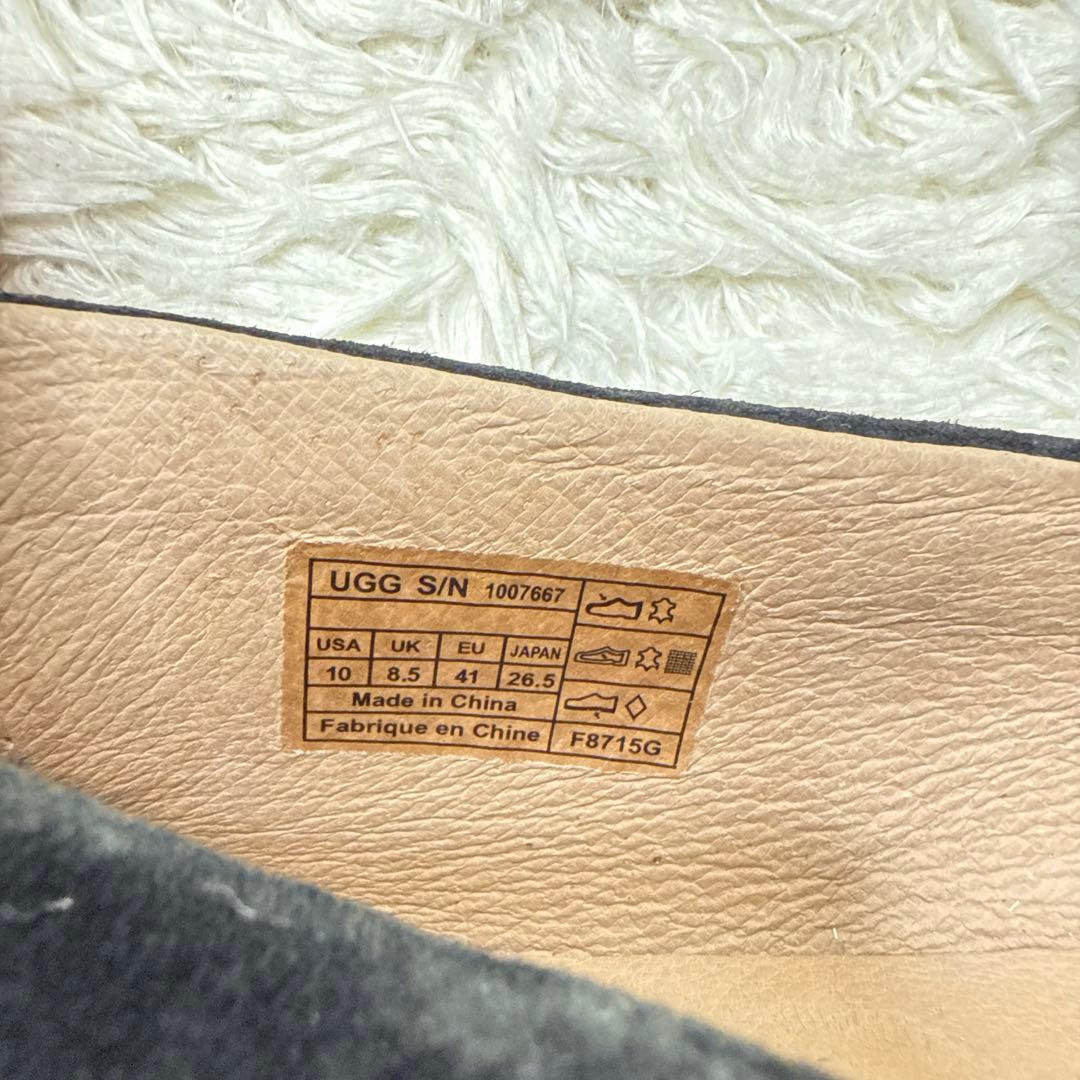 UGG S/N 1007667
USA UK EU JAPAN
10 8.5 41 26.5
Made in China
Fabrique en Chine
F8715G